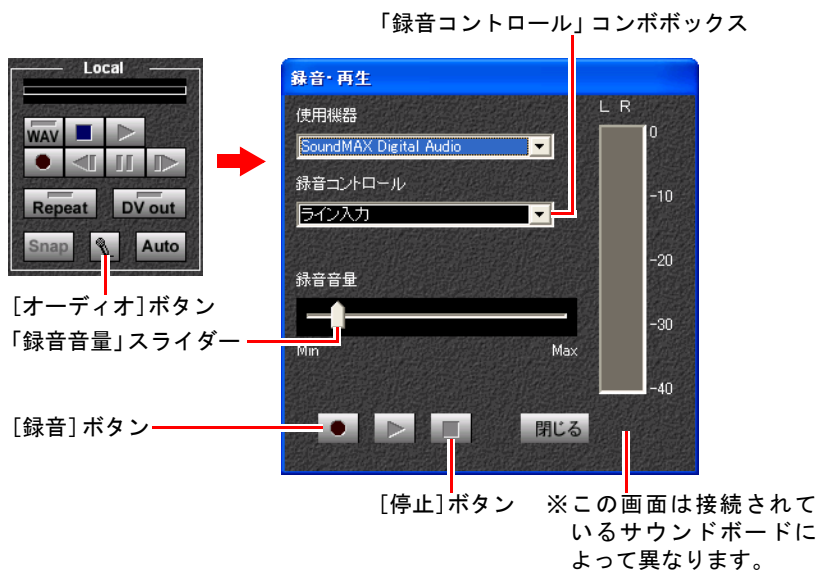 「録音コントロール」コンボボックス
Local
WAV
Repeat
DV out
Snap
Auto
[オーディオ]ボタン
「録音音量」スライダー
[録音]ボタン
録音・再生
使用機器
SoundMAX Digital Audio
録音コントロール
ライン入力
録音音量
Min
Max
閉じる
L R
0
-10
-20
-30
-40
[停止]ボタン
※この画面は接続されて
いるサウンドボードに
よって異なります。